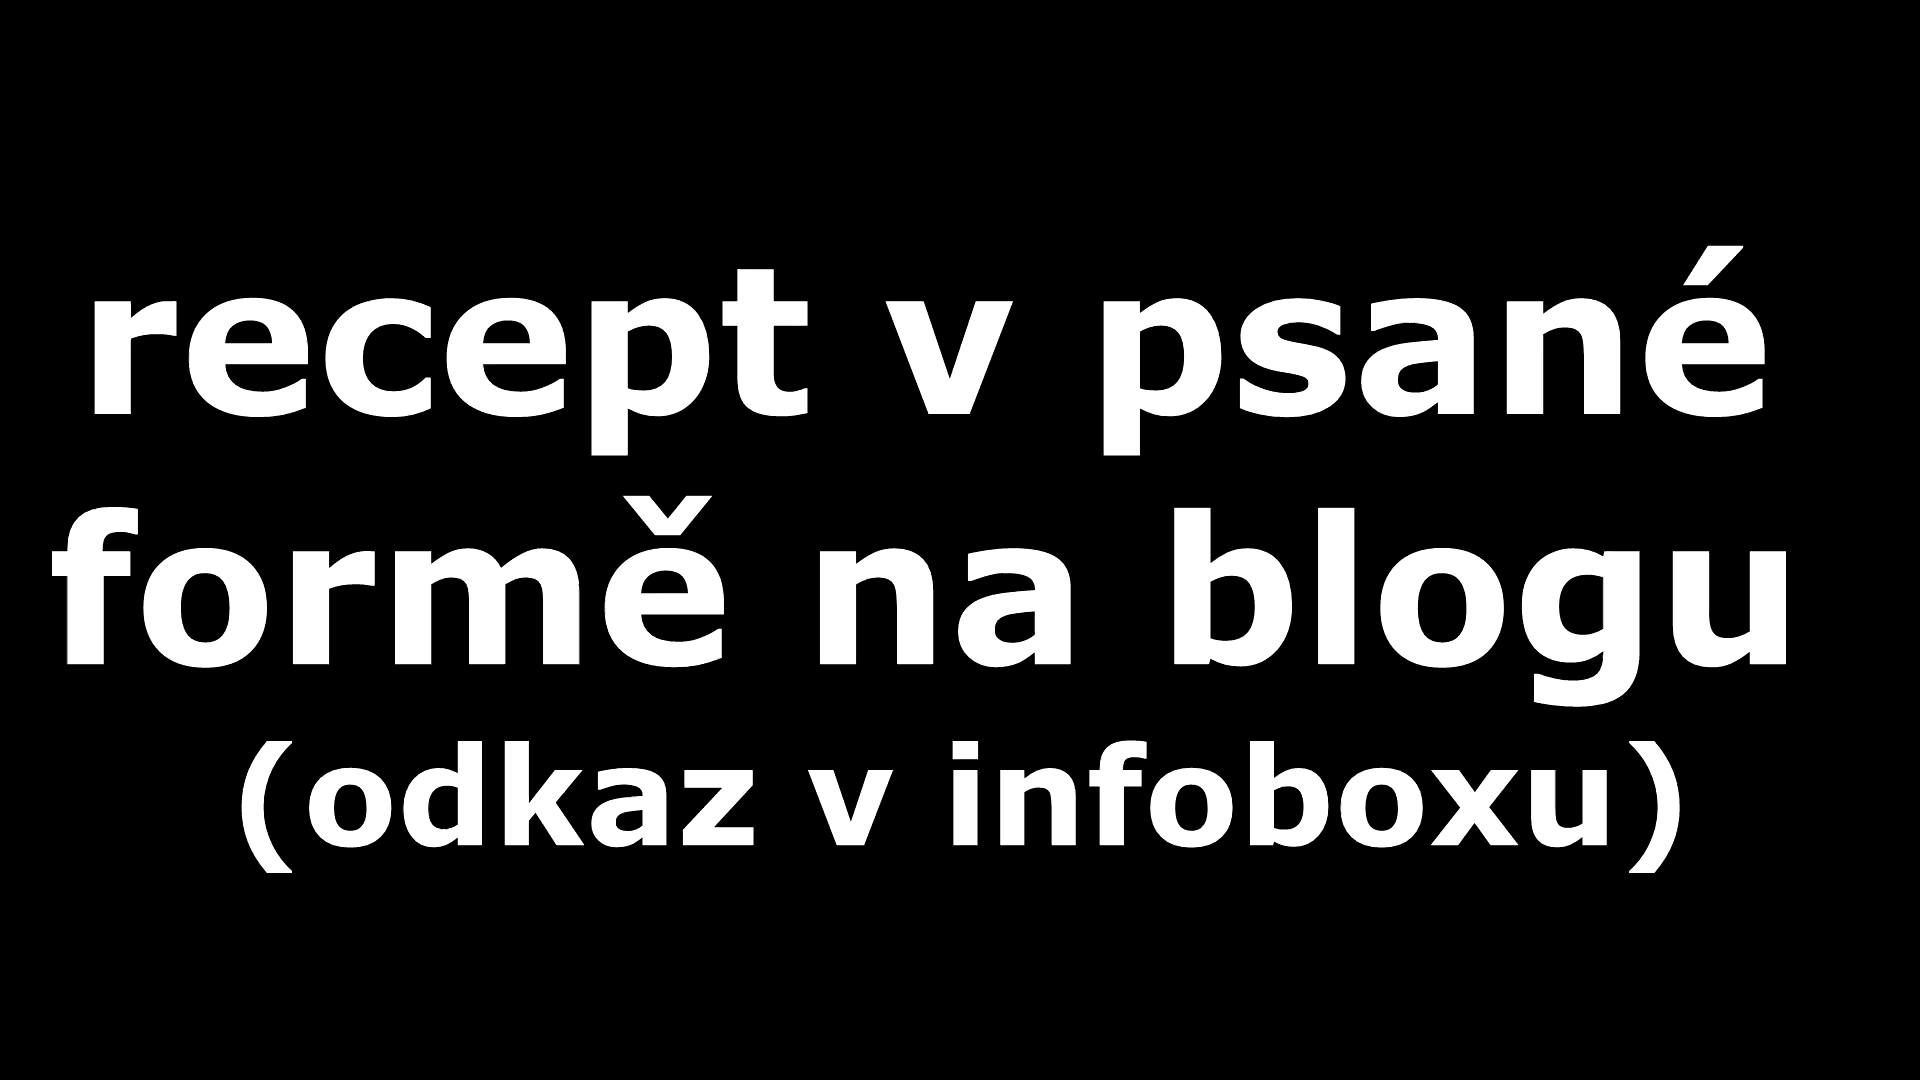 recept v psané
formě na blogu
(odkaz v infoboxu)